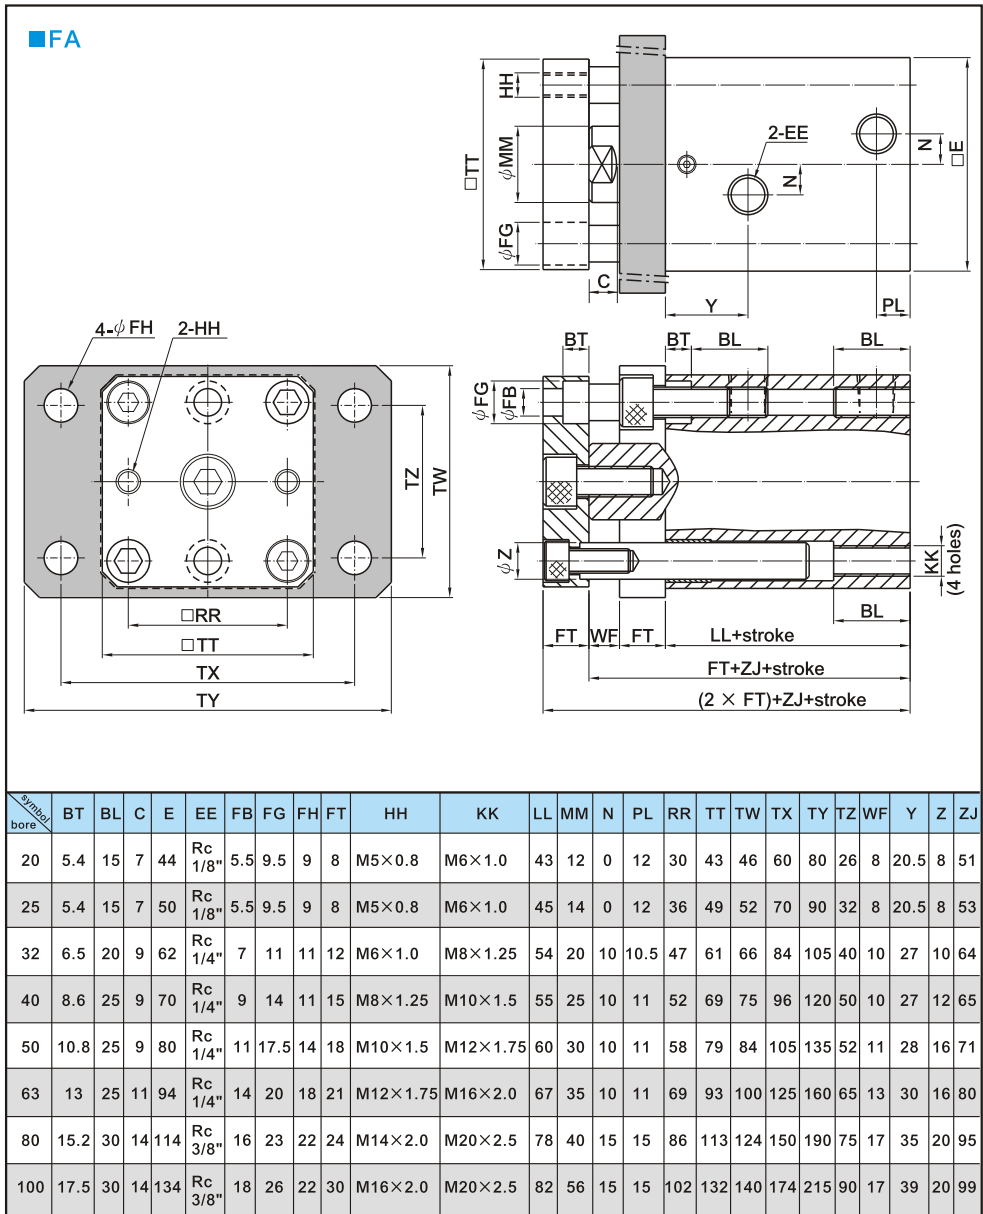 ■FA
HH
□TT
φMM
φFG
2-EE
N
N
□E
C
Y
PL
4-φFH
2-HH
TZ
TW
□RR
□TT
TX
TY
BT
BT
BL
BL
φFG
φFB
φZ
KK
(4 holes)
BL
FT
WF
FT
LL+stroke
FT+ZJ+stroke
(2 × FT)+ZJ+stroke
symbol bore BT BL C E EE FB FG FH FT HH KK LL MM N PL RR TT TW TX TY TZ WF Y Z ZJ
20 5.4 15 7 44 Rc 1/8" 5.5 9.5 9 8 M5×0.8 M6×1.0 43 12 0 12 30 43 46 60 80 26 8 20.5 8 51
25 5.4 15 7 50 Rc 1/8" 5.5 9.5 9 8 M5×0.8 M6×1.0 45 14 0 12 36 49 52 70 90 32 8 20.5 8 53
32 6.5 20 9 62 Rc 1/4" 7 11 11 12 M6×1.0 M8×1.25 54 20 10 10.5 47 61 66 84 105 40 10 27 10 64
40 8.6 25 9 70 Rc 1/4" 9 14 11 15 M8×1.25 M10×1.5 55 25 10 11 52 69 75 96 120 50 10 27 12 65
50 10.8 25 9 80 Rc 1/4" 11 17.5 14 18 M10×1.5 M12×1.75 60 30 10 11 58 79 84 105 135 52 11 28 16 71
63 13 25 11 94 Rc 1/4" 14 20 18 21 M12×1.75 M16×2.0 67 35 10 11 69 93 100 125 160 65 13 30 16 80
80 15.2 30 14 114 Rc 3/8" 16 23 22 24 M14×2.0 M20×2.5 78 40 15 15 86 113 124 150 190 75 17 35 20 95
100 17.5 30 14 134 Rc 3/8" 18 26 22 30 M16×2.0 M20×2.5 82 56 15 15 102 132 140 174 215 90 17 39 20 99